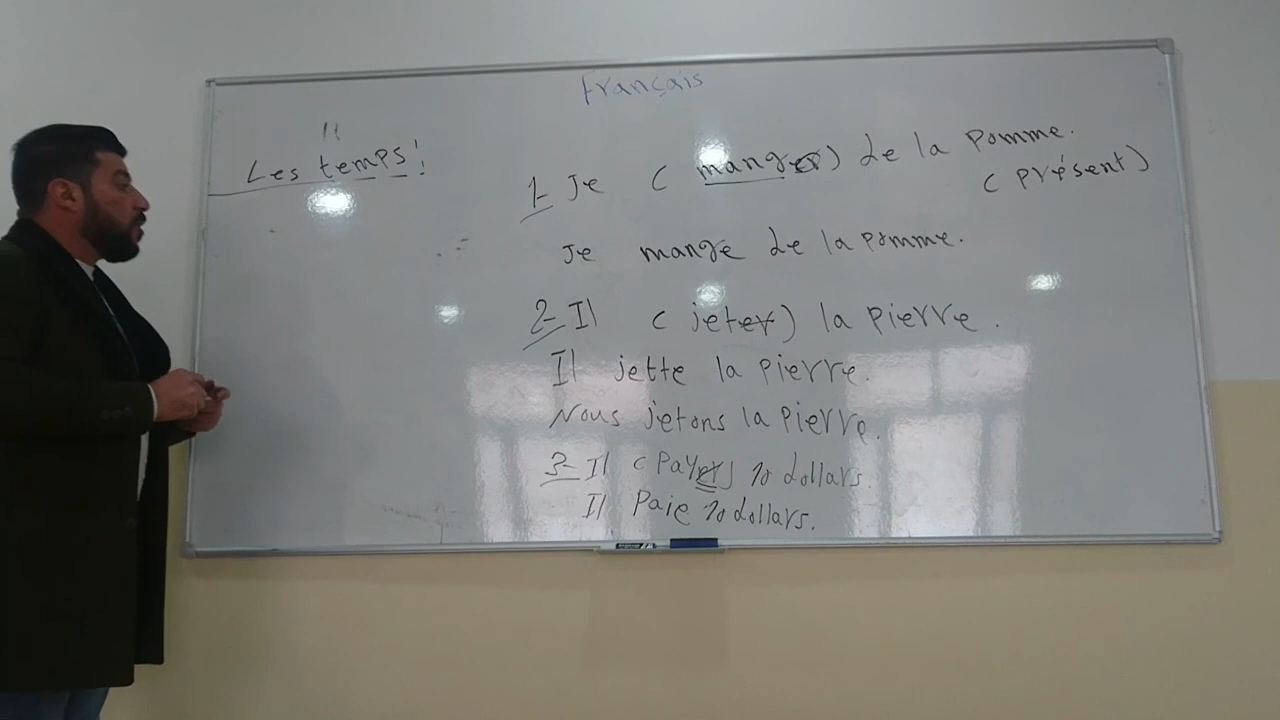 Français
Les temps:
1- Je (manger) de la pomme.
(présent)
Je mange de la pomme.
2- Il (jeter) la pierre.
Il jette la pierre.
Nous jetons la pierre.
3- Il (Payer) 10 dollars.
Il Paie 10 dollars.